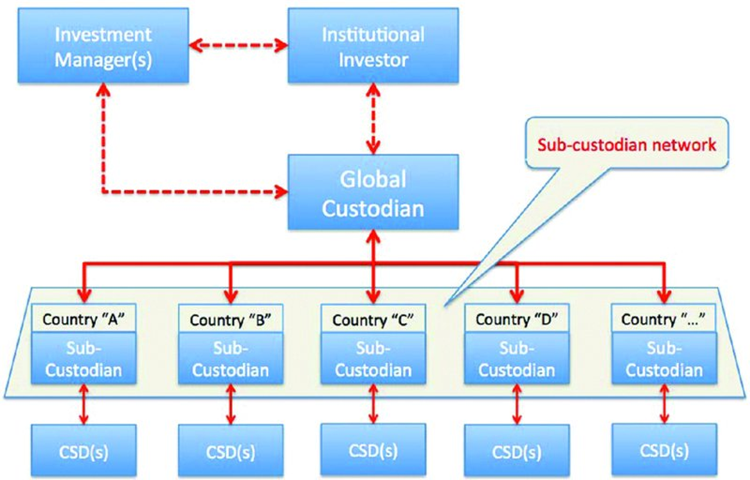 Investment
Manager(s)
Institutional
Investor
Sub-custodian network
Global
Custodian
Country “A”
Country “B”
Country “C”
Country “D”
Country “...”
Sub-
Custodian
Sub-
Custodian
Sub-
Custodian
Sub-
Custodian
Sub-
Custodian
CSD(s)
CSD(s)
CSD(s)
CSD(s)
CSD(s)